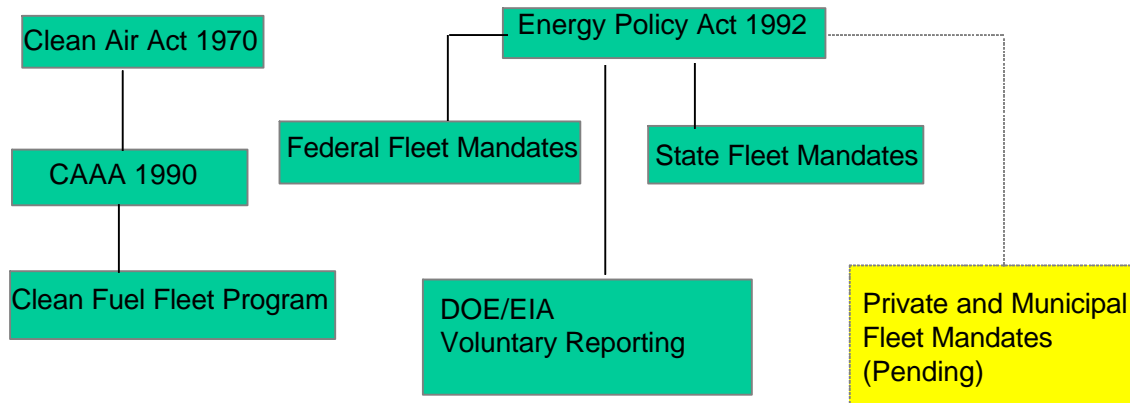 Clean Air Act 1970
Energy Policy Act 1992
Federal Fleet Mandates
State Fleet Mandates
CAAA 1990
Clean Fuel Fleet Program
DOE/EIA
Voluntary Reporting
Private and Municipal
Fleet Mandates
(Pending)